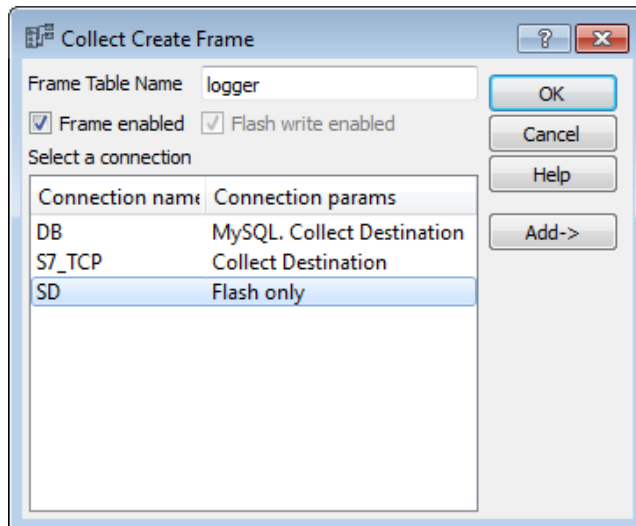 Collect Create Frame
Frame Table Name logger
OK
Frame enabled Flash write enabled
Cancel
Select a connection
Help
Connection name Connection params
Add->
DB MySQL. Collect Destination
S7_TCP Collect Destination
SD Flash only